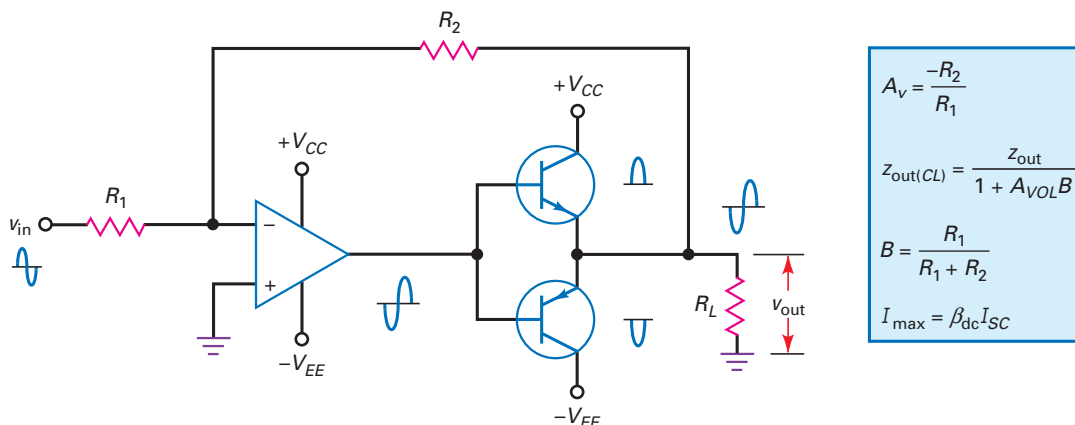 R2
+VCC
+VCC
R1
vin
−
+
RL
vout
−VEE
−VEE
Av = −R2 / R1
zout(CL) = zout / 1 + AVOLB
B = R1 / R1 + R2
Imax = βdcISC